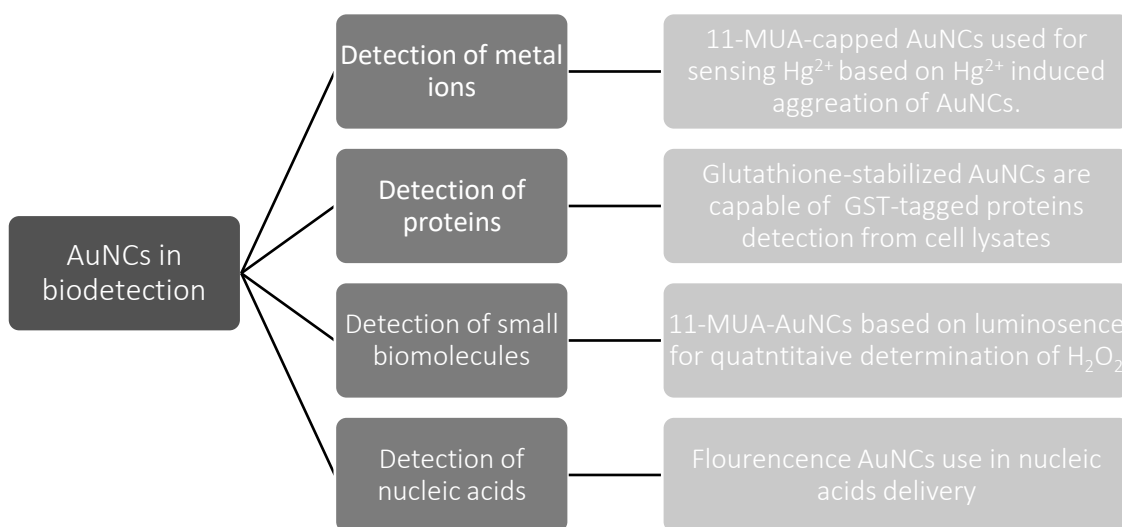 AuNCs in
biodetection
Detection of metal
ions
11-MUA-capped AuNCs used for
sensing Hg²⁺ based on Hg²⁺ induced
aggreation of AuNCs.
Detection of
proteins
Glutathione-stabilized AuNCs are
capable of GST-tagged proteins
detection from cell lysates
Detection of small
biomolecules
11-MUA-AuNCs based on luminosence
for quatntitaive determination of H₂O₂
Detection of
nucleic acids
Flourencence AuNCs use in nucleic
acids delivery